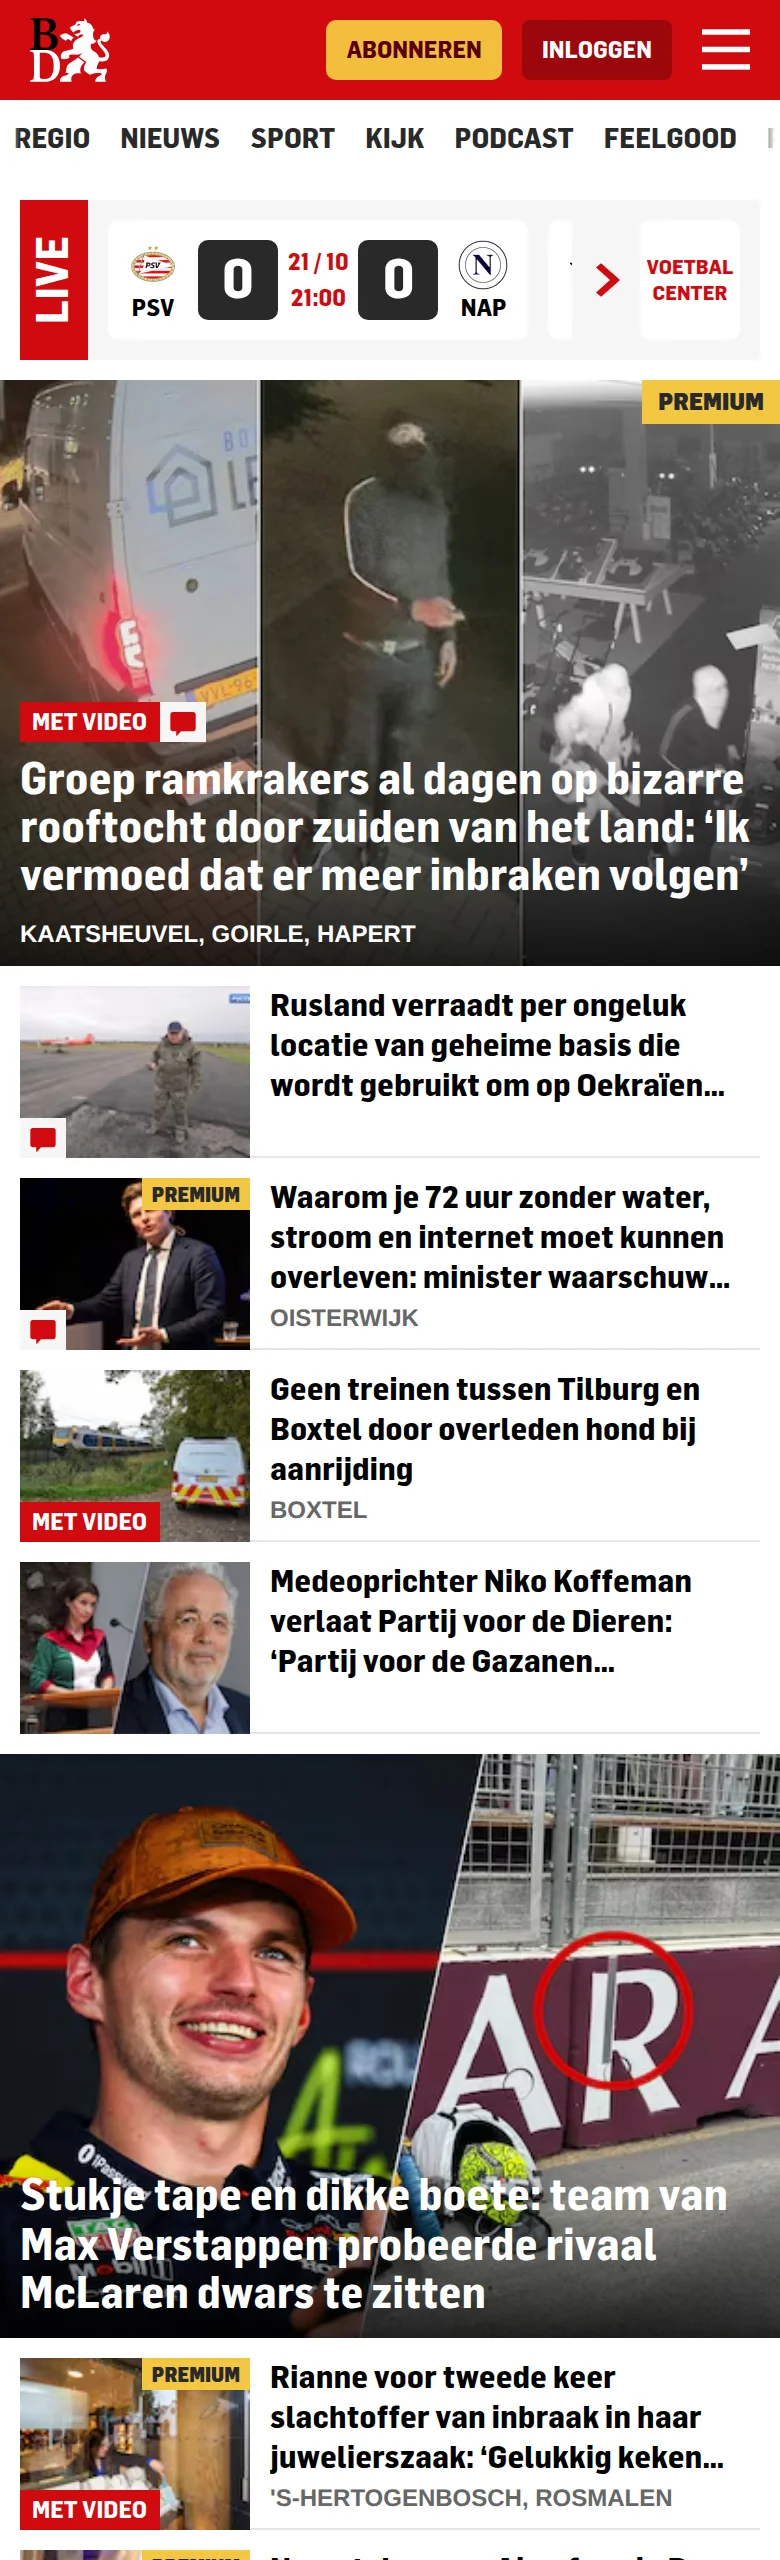 BD
ABONNEREN
INLOGGEN
REGIO NIEUWS SPORT KIJK PODCAST FEELGOOD
LIVE
PSV
PSV
0
21 / 10
21:00
0
N
NAP
VOETBAL
CENTER
PREMIUM
MET VIDEO
Groep ramkrakers al dagen op bizarre
rooftocht door zuiden van het land: ‘Ik
vermoed dat er meer inbraken volgen’
KAATSHEUVEL, GOIRLE, HAPERT
Rusland verraadt per ongeluk
locatie van geheime basis die
wordt gebruikt om op Oekraïen...
PREMIUM
Waarom je 72 uur zonder water,
stroom en internet moet kunnen
overleven: minister waarschuw...
OISTERWIJK
Geen treinen tussen Tilburg en
Boxtel door overleden hond bij
aanrijding
BOXTEL
MET VIDEO
Medeoprichter Niko Koffeman
verlaat Partij voor de Dieren:
‘Partij voor de Gazanen...
ARA
Stukje tape en dikke boete: team van
Max Verstappen probeerde rivaal
McLaren dwars te zitten
PREMIUM
MET VIDEO
Rianne voor tweede keer
slachtoffer van inbraak in haar
juwelierszaak: ‘Gelukkig keken...
'S-HERTOGENBOSCH, ROSMALEN